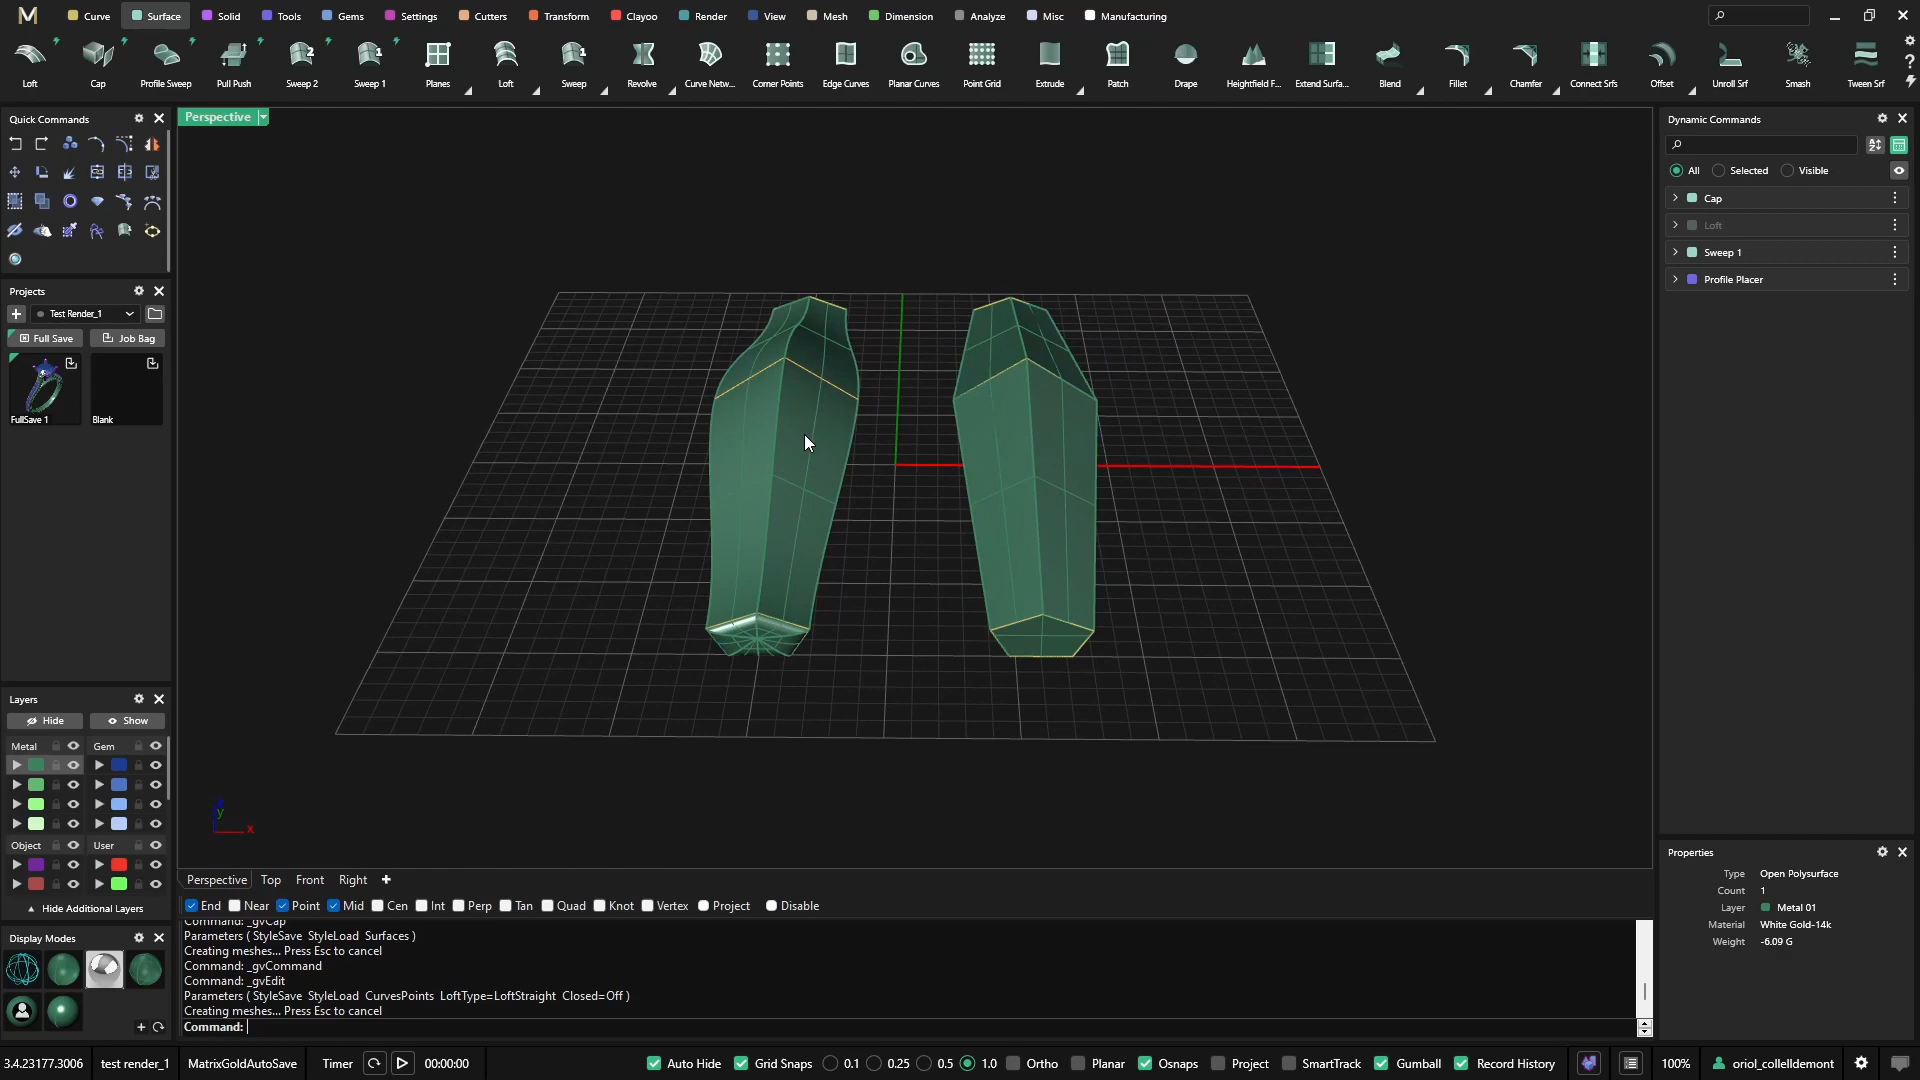 Curve Surface Solid Tools Gems Settings Cutters Transform Clayoo Render View Mesh Dimension Analyze Misc Manufacturing
Loft Cap Profile Sweep Pull Push Sweep 2 Sweep 1 Planes Loft Sweep Revolve Curve Netw... Corner Points Edge Curves Planar Curves Point Grid Extrude Patch Drape Heightfield F... Extend Surfa... Blend Fillet Chamfer Connect Srfs Offset Unroll Srf Smash Tween Srf
Quick Commands
Perspective
Dynamic Commands
All Selected Visible
Cap
Loft
Sweep 1
Profile Placer
Projects
Test Render_1
Full Save Job Bag
FullSave 1 Blank
Layers
Hide Show
Metal Gem
Object User
Hide Additional Layers
Display Modes
y
x
Perspective Top Front Right
End Near Point Mid Cen Int Perp Tan Quad Knot Vertex Project Disable
Command: _gvCap
Parameters ( StyleSave StyleLoad Surfaces )
Creating meshes... Press Esc to cancel
Command: _gvCommand
Command: _gvEdit
Parameters ( StyleSave StyleLoad CurvesPoints LoftType=LoftStraight Closed=Off )
Creating meshes... Press Esc to cancel
Command:
Properties
Type Open Polysurface
Count 1
Layer Metal 01
Material White Gold-14k
Weight -6.09 G
3.4.23177.3006 test render_1 MatrixGoldAutoSave Timer 00:00:00 Auto Hide Grid Snaps 0.1 0.25 0.5 1.0 Ortho Planar Osnaps Project SmartTrack Gumball Record History 100% oriol_collelldemont